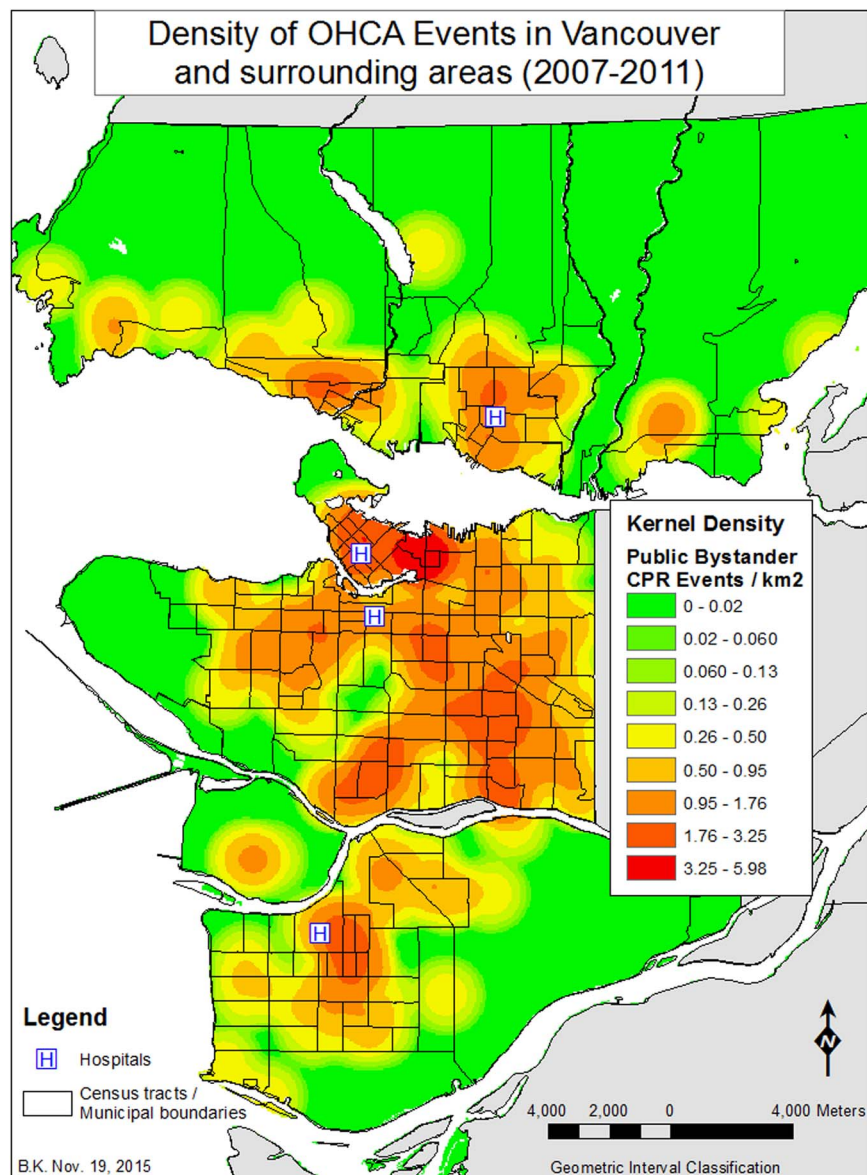 Density of OHCA Events in Vancouver
and surrounding areas (2007-2011)
H
H
H
H
Kernel Density
Public Bystander
CPR Events / km2
0 - 0.02
0.02 - 0.060
0.060 - 0.13
0.13 - 0.26
0.26 - 0.50
0.50 - 0.95
0.95 - 1.76
1.76 - 3.25
3.25 - 5.98
Legend
H Hospitals
Census tracts /
Municipal boundaries
N
4,000 2,000 0 4,000 Meters
B.K. Nov. 19, 2015
Geometric Interval Classification